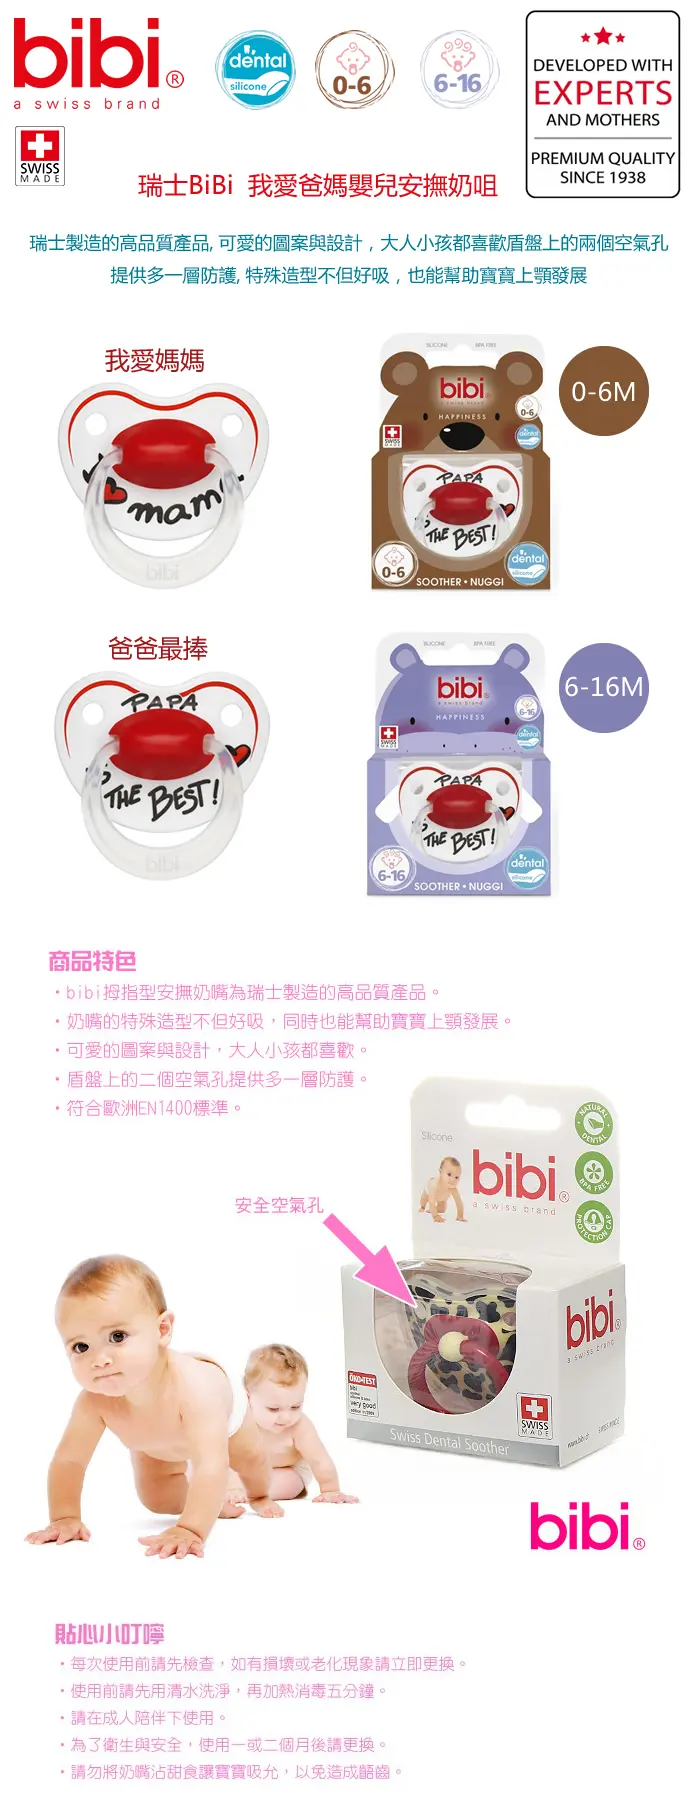 bibi®
a swiss brand
dental
silicone
0-6
6-16
DEVELOPED WITH
EXPERTS
AND MOTHERS
PREMIUM QUALITY
SINCE 1938
SWISS
MADE
瑞士BiBi 我愛爸媽嬰兒安撫奶咀
瑞士製造的高品質產品, 可愛的圖案與設計，大人小孩都喜歡盾盤上的兩個空氣孔
提供多一層防護, 特殊造型不但好吸，也能幫助寶寶上顎發展
我愛媽媽
mam
bibi
SILICONE
BPA FREE
bibi
a swiss brand
HAPPINESS
0-6
dental
SWISS
MADE
PAPA
THE BEST!
0-6
dental
silicone
SOOTHER • NUGGI
0-6M
爸爸最捧
PAPA
THE BEST!
bibi
SILICONE
BPA FREE
bibi
a swiss brand
HAPPINESS
6-16
dental
SWISS
MADE
PAPA
THE BEST!
6-16
dental
silicone
SOOTHER • NUGGI
6-16M
商品特色
・bibi拇指型安撫奶嘴為瑞士製造的高品質產品。
・奶嘴的特殊造型不但好吸，同時也能幫助寶寶上顎發展。
・可愛的圖案與設計，大人小孩都喜歡。
・盾盤上的二個空氣孔提供多一層防護。
・符合歐洲EN1400標準。
安全空氣孔
Silicone
bibi®
a swiss brand
NATURAL
DENTAL
BPA FREE
PROTECTION CAP
bibi®
a swiss brand
ÖKO-TEST
bibi
very good
SWISS
MADE
Swiss Dental Soother
www.bibi.ch
SWISS MADE
bibi®
貼心小叮嚀
・每次使用前請先檢查，如有損壞或老化現象請立即更換。
・使用前請先用清水洗淨，再加熱消毒五分鐘。
・請在成人陪伴下使用。
・為了衛生與安全，使用一或二個月後請更換。
・請勿將奶嘴沾甜食讓寶寶吸允，以免造成齲齒。